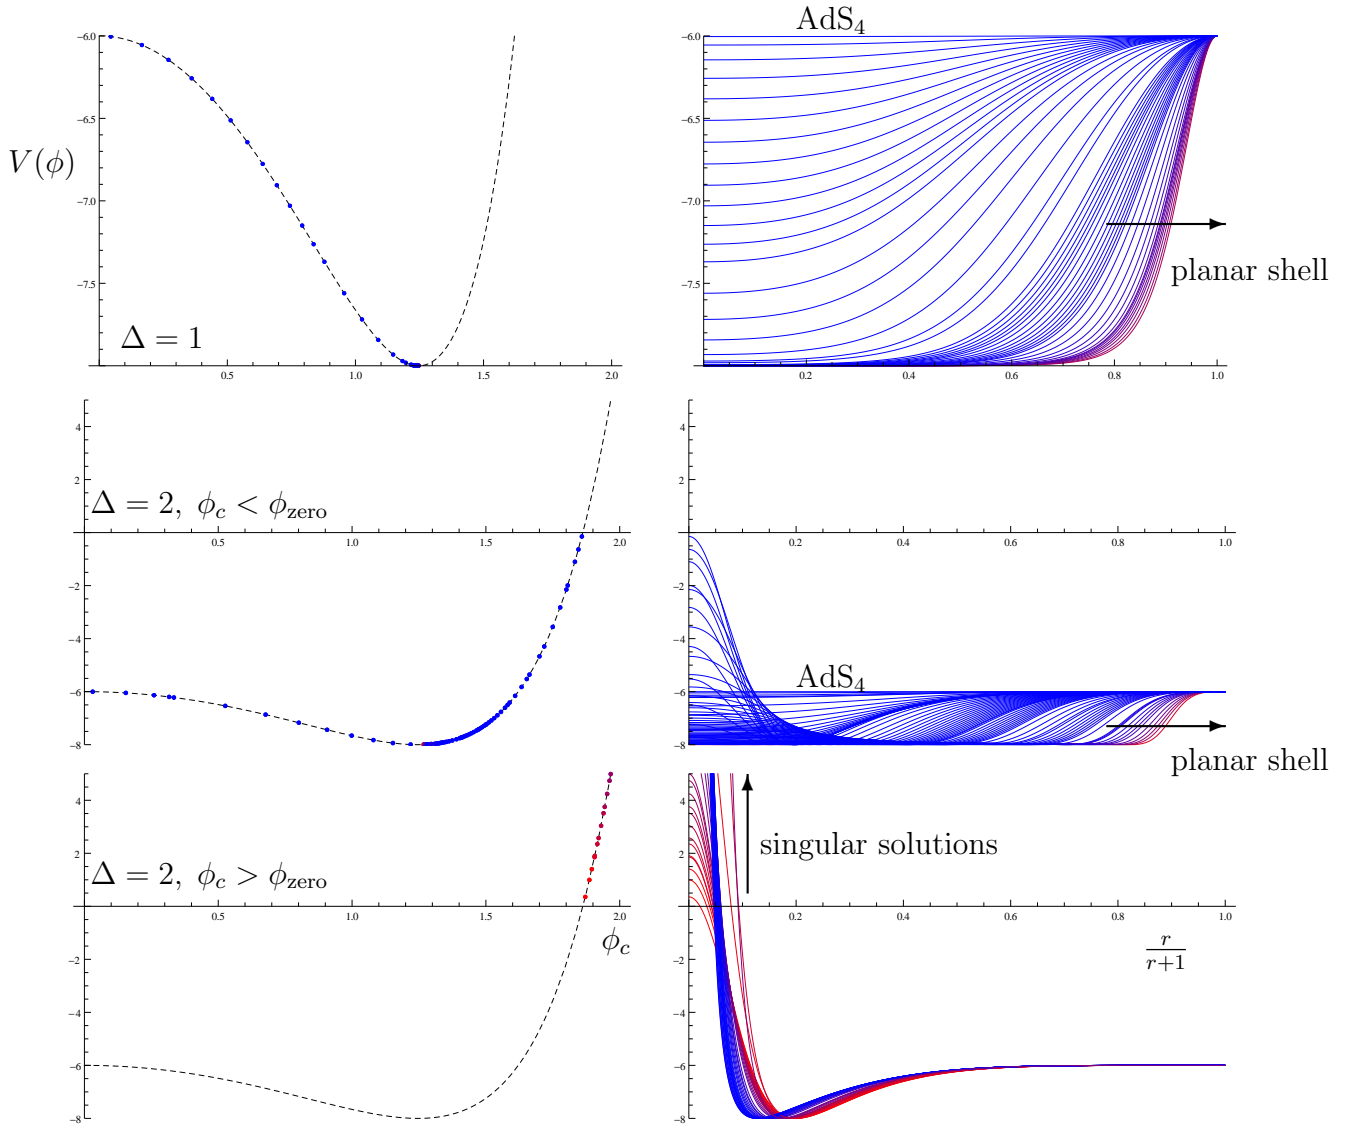 AdS₄
−6.0
−6.5
−7.0
−7.5
V(ϕ)
Δ = 1
0.5 1.0 1.5 2.0
−6.0
−6.5
−7.0
−7.5
planar shell
0.2 0.4 0.6 0.8 1.0
4
2
−2
−4
−6
−8
Δ = 2, ϕ_c < ϕ_zero
0.5 1.0 1.5 2.0
4
2
−2
−4
−6
−8
0.2 0.4 0.6 0.8 1.0
AdS₄
planar shell
4
2
−2
−4
−6
−8
Δ = 2, ϕ_c > ϕ_zero
0.5 1.0 1.5 2.0
ϕ_c
4
2
−2
−4
−6
−8
singular solutions
0.2 0.4 0.6 0.8 1.0
r/(r+1)